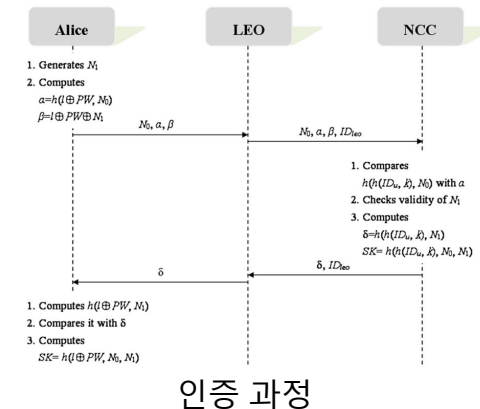 Alice
LEO
NCC
1. Generates N₁
2. Computes
α=h(l⊕PW, N₀)
β=l⊕PW⊕N₁
N₀, α, β
N₀, α, β, ID_leo
1. Compares
h(h(IDᵤ, k), N₀) with α
2. Checks validity of N₁
3. Computes
δ=h(h(IDᵤ, k), N₁)
SK= h(h(IDᵤ, k), N₀, N₁)
δ, ID_leo
δ
1. Computes h(l⊕PW, N₁)
2. Compares it with δ
3. Computes
SK= h(l⊕PW, N₀, N₁)
인증 과정